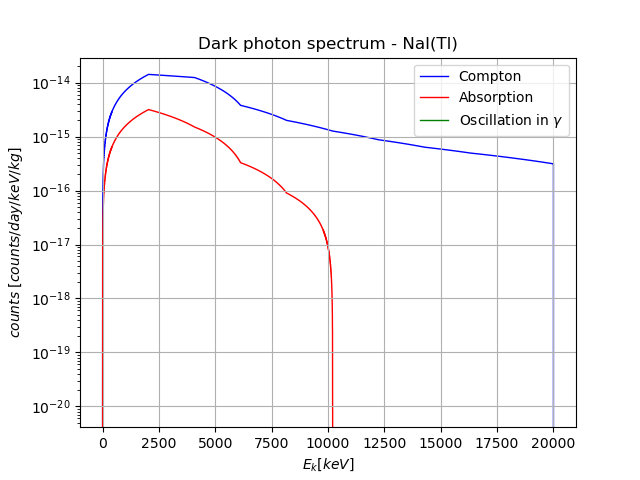 Dark photon spectrum - NaI(Tl)
Compton
Absorption
Oscillation in γ
10⁻¹⁴
10⁻¹⁵
10⁻¹⁶
10⁻¹⁷
10⁻¹⁸
10⁻¹⁹
10⁻²⁰
counts [counts/day/keV/kg]
0 2500 5000 7500 10000 12500 15000 17500 20000
E_k[keV]